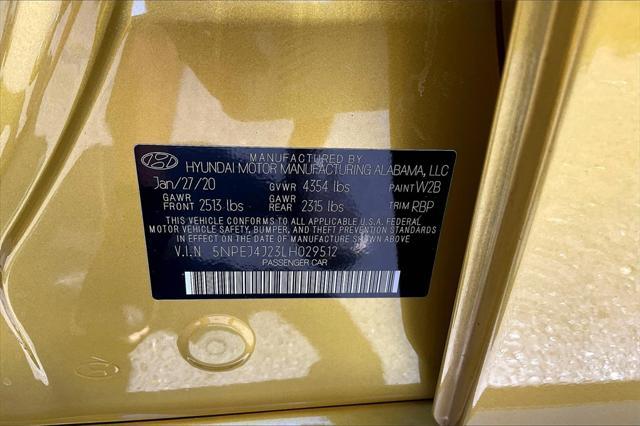 MANUFACTURED BY
HYUNDAI MOTOR MANUFACTURING ALABAMA, LLC
Jan/27/20 GVWR 4354 lbs PAINT W2B
GAWR FRONT 2513 lbs GAWR REAR 2315 lbs TRIM RBP
THIS VEHICLE CONFORMS TO ALL APPLICABLE U.S.A. FEDERAL
MOTOR VEHICLE SAFETY, BUMPER, AND THEFT PREVENTION STANDARDS
IN EFFECT ON THE DATE OF MANUFACTURE SHOWN ABOVE.
V.I.N 5NPEJ4J23LH029512
PASSENGER CAR